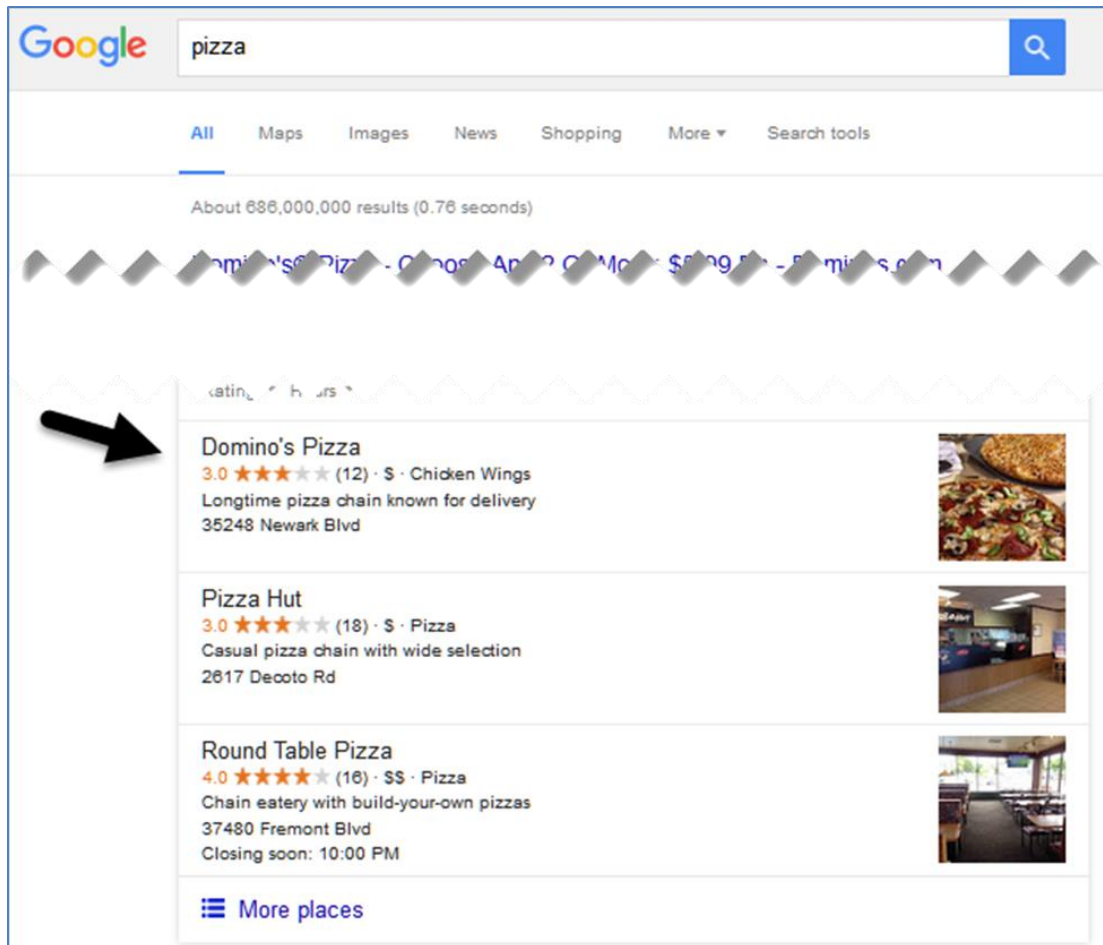 Google
pizza
All Maps Images News Shopping More ▾ Search tools
About 686,000,000 results (0.76 seconds)
Domino's® Pizza -
Domino's Pizza
3.0 ★★★★★ (12) · $ · Chicken Wings
Longtime pizza chain known for delivery
35248 Newark Blvd
Pizza Hut
3.0 ★★★★★ (18) · $ · Pizza
Casual pizza chain with wide selection
2617 Decoto Rd
Round Table Pizza
4.0 ★★★★★ (16) · $$ · Pizza
Chain eatery with build-your-own pizzas
37480 Fremont Blvd
Closing soon: 10:00 PM
More places